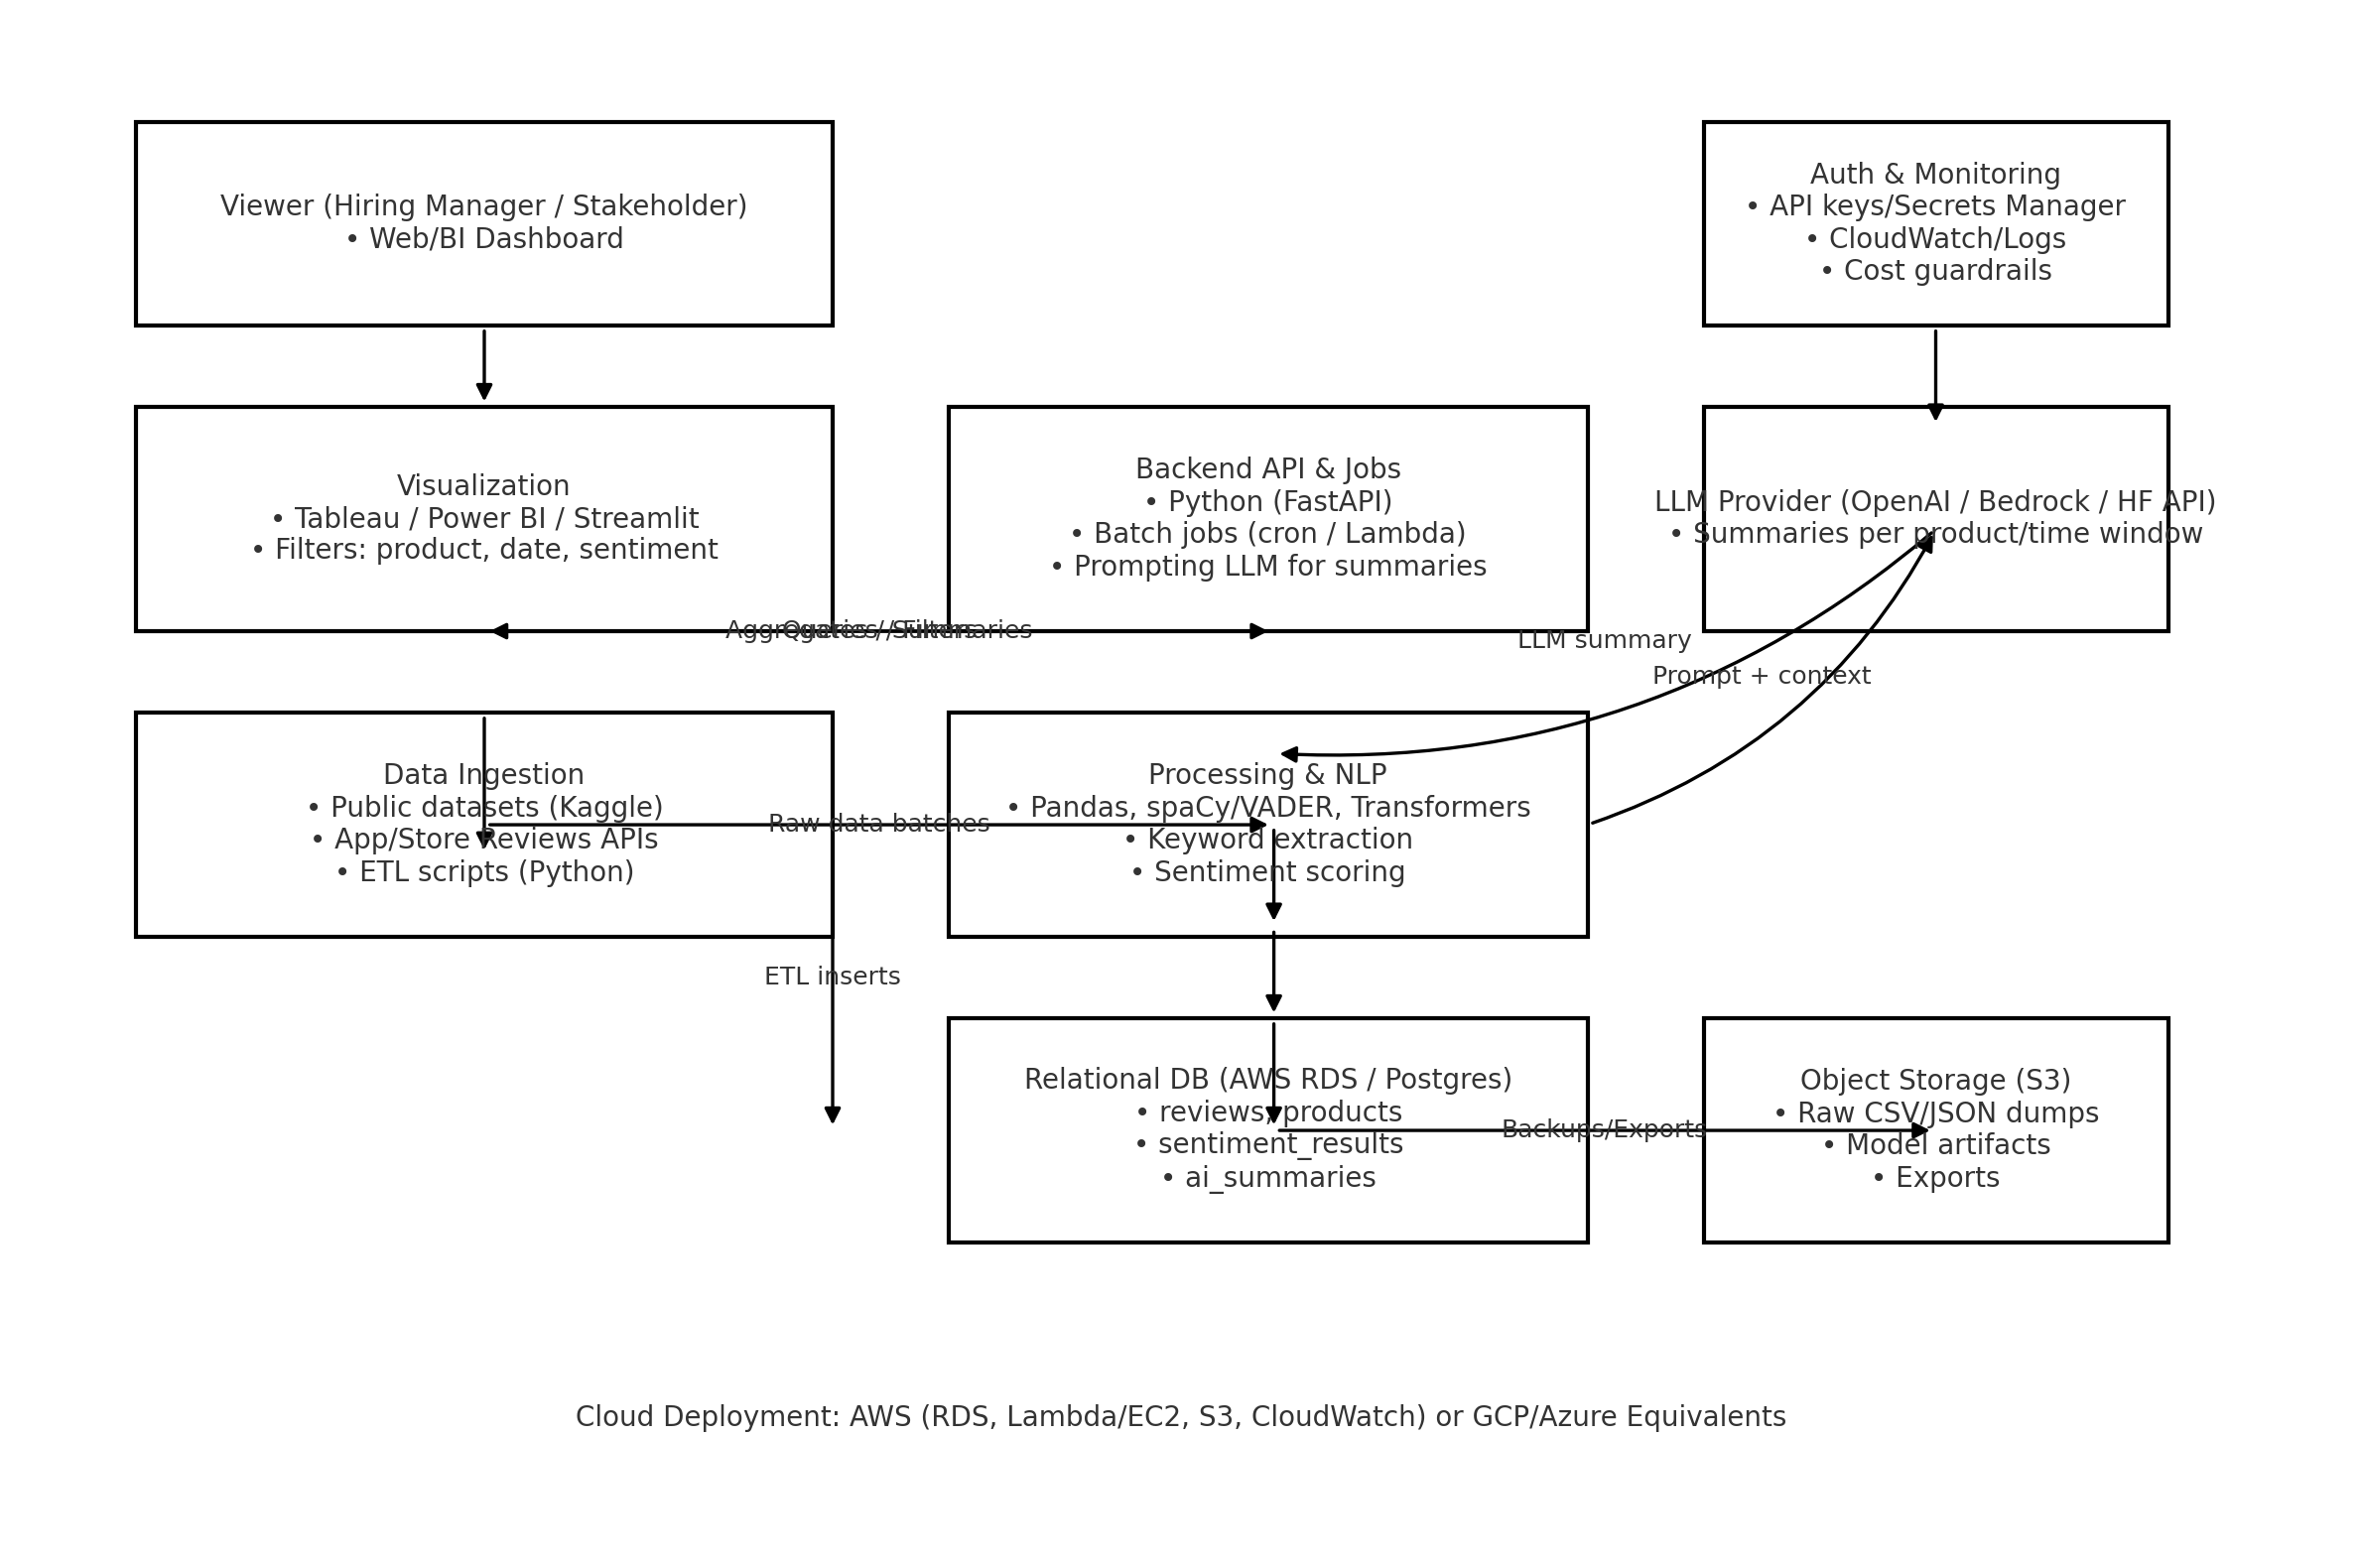 Viewer (Hiring Manager / Stakeholder)
• Web/BI Dashboard
Auth & Monitoring
• API keys/Secrets Manager
• CloudWatch/Logs
• Cost guardrails
Visualization
• Tableau / Power BI / Streamlit
• Filters: product, date, sentiment
Backend API & Jobs
• Python (FastAPI)
• Batch jobs (cron / Lambda)
• Prompting LLM for summaries
LLM Provider (OpenAI / Bedrock / HF API)
• Summaries per product/time window
Aggregates / Summaries
Queries / Filters
LLM summary
Prompt + context
Data Ingestion
• Public datasets (Kaggle)
• App/Store Reviews APIs
• ETL scripts (Python)
Raw data batches
Processing & NLP
• Pandas, spaCy/VADER, Transformers
• Keyword extraction
• Sentiment scoring
ETL inserts
Relational DB (AWS RDS / Postgres)
• reviews, products
• sentiment_results
• ai_summaries
Backups/Exports
Object Storage (S3)
• Raw CSV/JSON dumps
• Model artifacts
• Exports
Cloud Deployment: AWS (RDS, Lambda/EC2, S3, CloudWatch) or GCP/Azure Equivalents